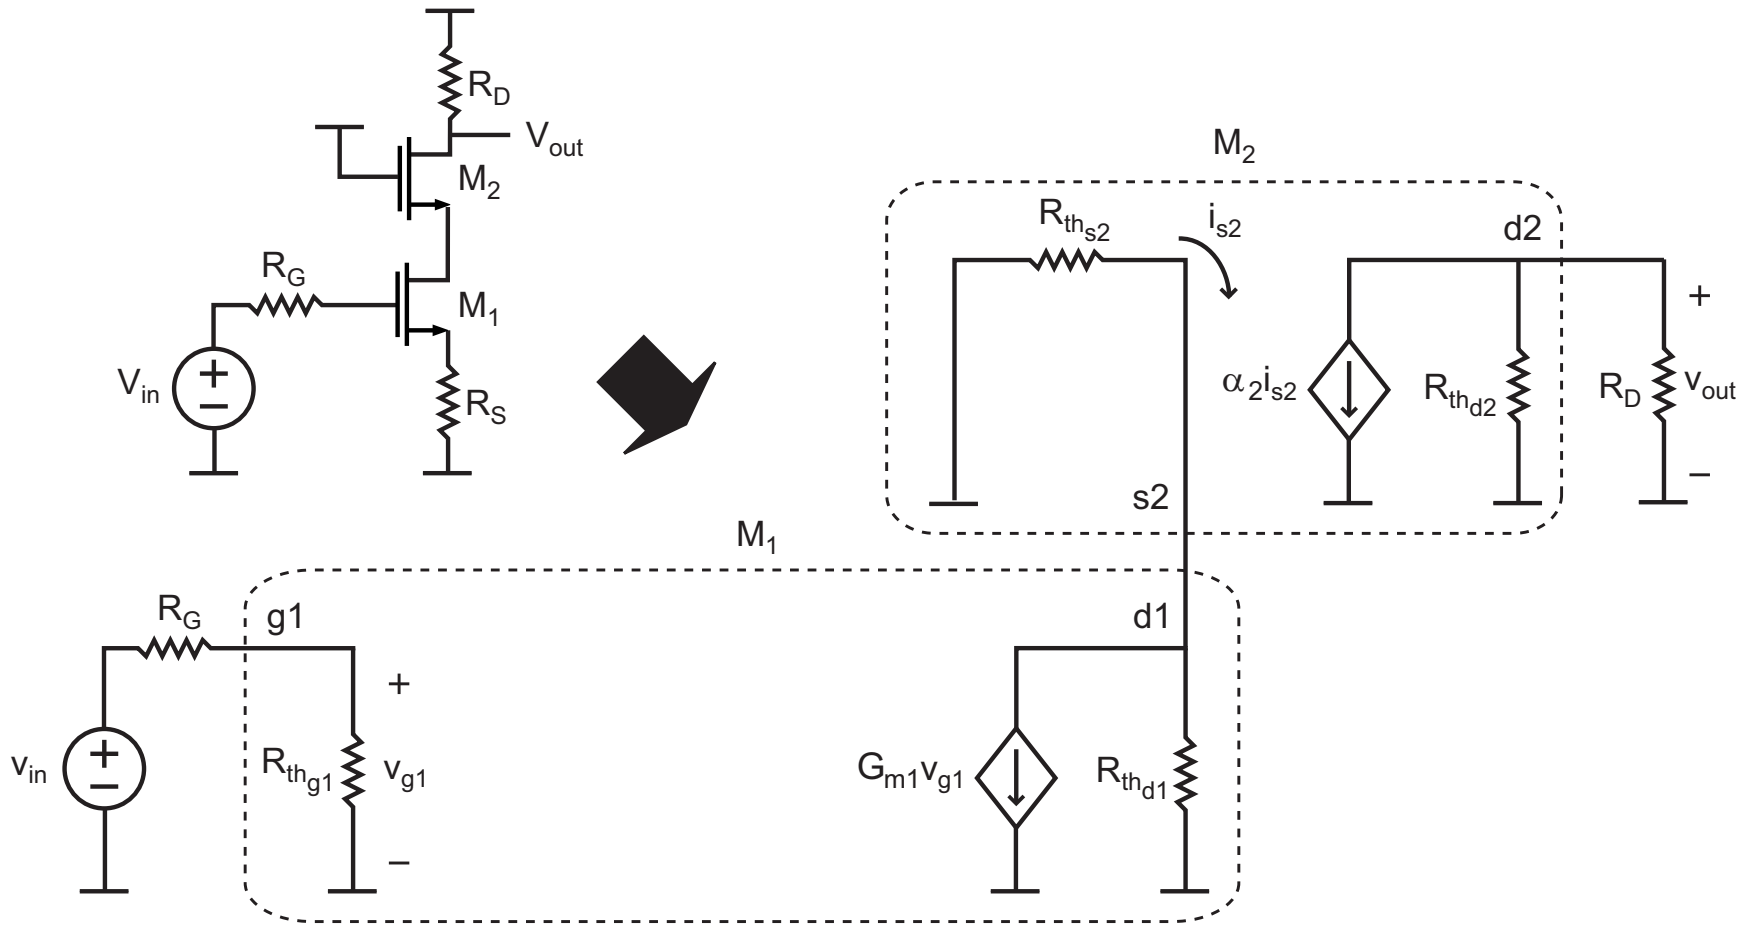 R_D
V_out
M_2
R_G
M_1
V_in
+
−
R_S
M_2
R_th_s2
i_s2
d2
+
α_2i_s2
R_th_d2
R_D
v_out
−
s2
M_1
R_G
g1
d1
+
v_in
+
−
R_th_g1
v_g1
G_m1v_g1
R_th_d1
−